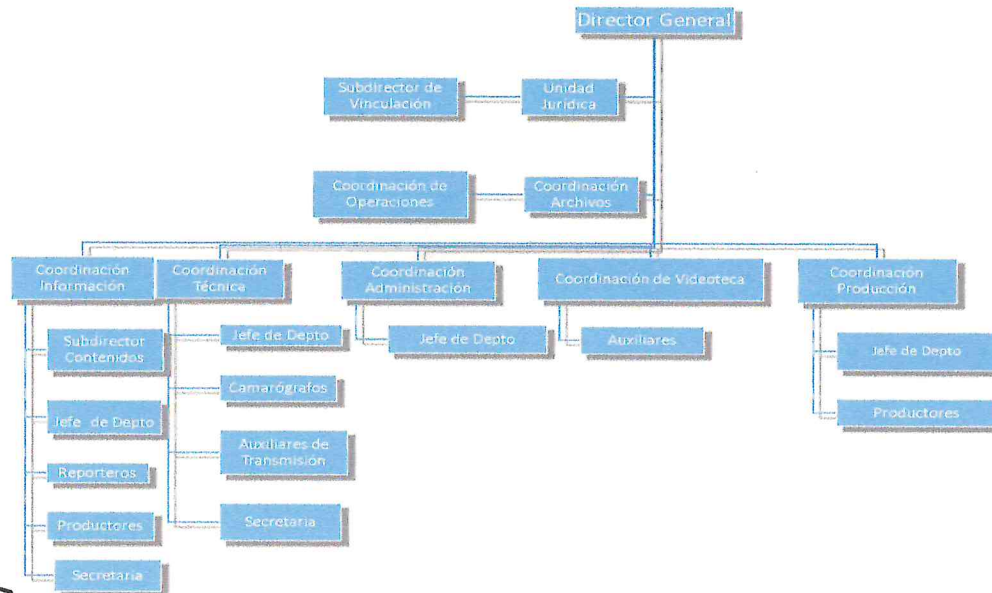 Director General
Subdirector de
Vinculación
Unidad
Jurídica
Coordinación de
Operaciones
Coordinación
Archivos
Coordinación
Información
Coordinación
Técnica
Coordinación
Administración
Coordinación de Videoteca
Coordinación
Producción
Subdirector
Contenidos
Jefe de Depto
Reporteros
Productores
Secretaria
Jefe de Depto
Camarógrafos
Auxiliares de
Transmisión
Secretaria
Jefe de Depto
Auxiliares
Jefe de Depto
Productores